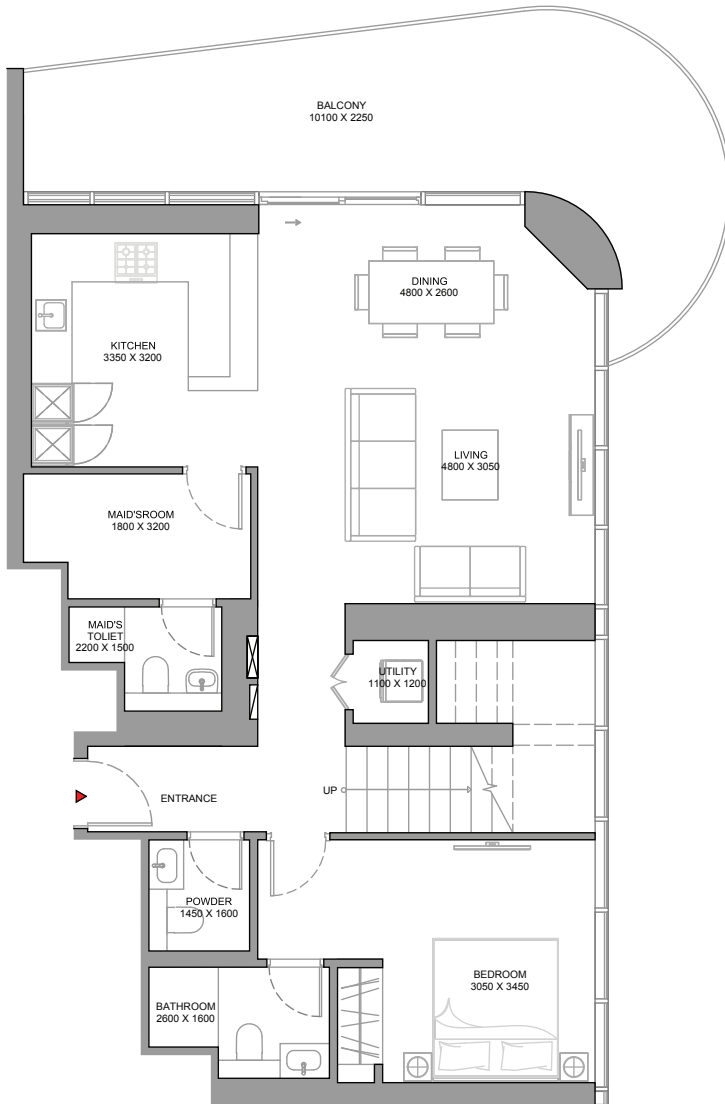 BALCONY
10100 X 2250
DINING
4800 X 2600
KITCHEN
3350 X 3200
LIVING
4800 X 3050
MAID'SROOM
1800 X 3200
MAID'S
TOLIET
2200 X 1500
UTILITY
1100 X 1200
UP
ENTRANCE
POWDER
1450 X 1600
BEDROOM
3050 X 3450
BATHROOM
2600 X 1600